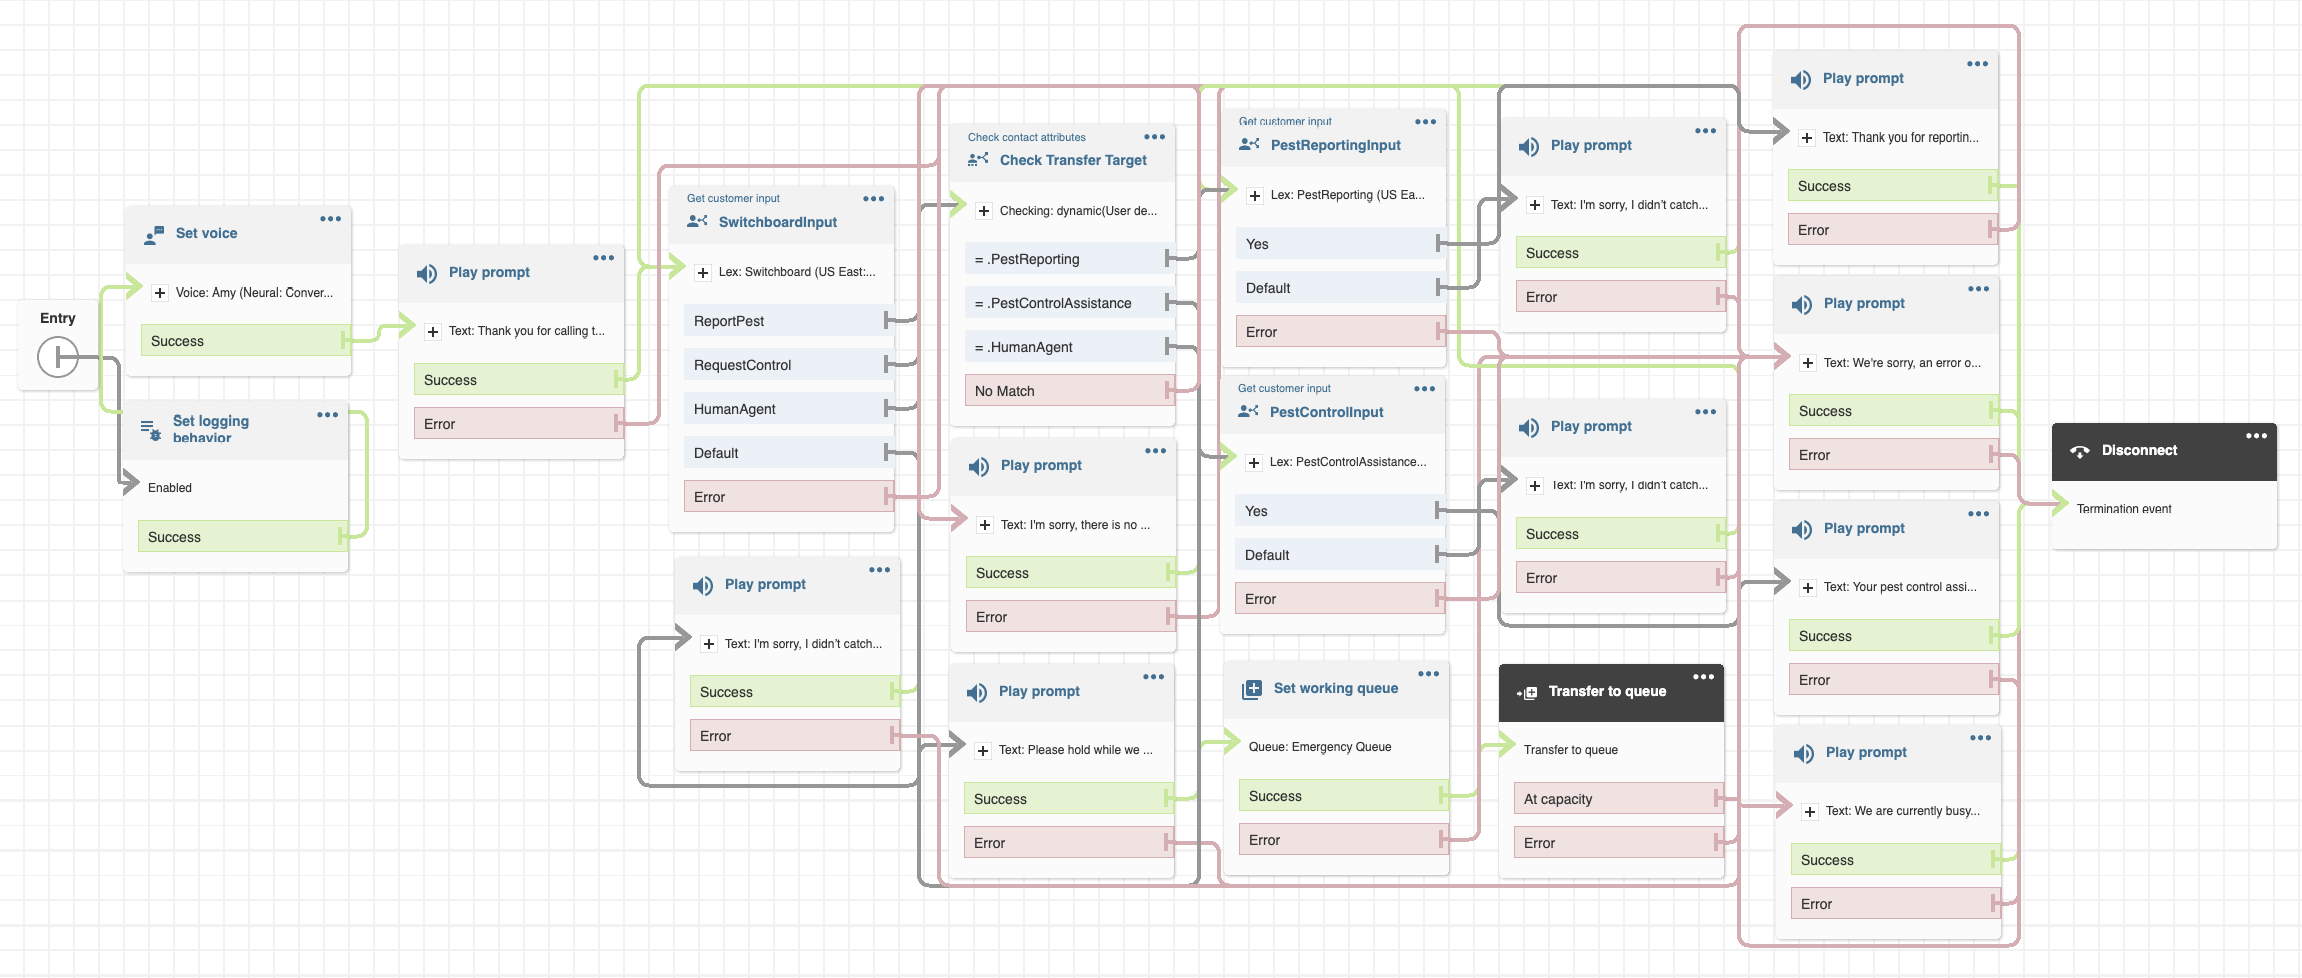 Entry
Set voice
Voice: Amy (Neural: Conver...
Success
Set logging
behavior
Enabled
Success
Play prompt
Text: Thank you for calling t...
Success
Error
Get customer input
SwitchboardInput
Lex: Switchboard (US East:...
ReportPest
RequestControl
HumanAgent
Default
Error
Play prompt
Text: I'm sorry, I didn't catch...
Success
Error
Check contact attributes
Check Transfer Target
Checking: dynamic(User de...
= .PestReporting
= .PestControlAssistance
= .HumanAgent
No Match
Play prompt
Text: I'm sorry, there is no ...
Success
Error
Play prompt
Text: Please hold while we ...
Success
Error
Get customer input
PestReportingInput
Lex: PestReporting (US Ea...
Yes
Default
Error
Get customer input
PestControlInput
Lex: PestControlAssistance...
Yes
Default
Error
Set working queue
Queue: Emergency Queue
Success
Error
Play prompt
Text: I'm sorry, I didn't catch...
Success
Error
Play prompt
Text: I'm sorry, I didn't catch...
Success
Error
Transfer to queue
Transfer to queue
At capacity
Error
Play prompt
Text: Thank you for reportin...
Success
Error
Play prompt
Text: We're sorry, an error o...
Success
Error
Play prompt
Text: Your pest control assi...
Success
Error
Play prompt
Text: We are currently busy...
Success
Error
Disconnect
Termination event